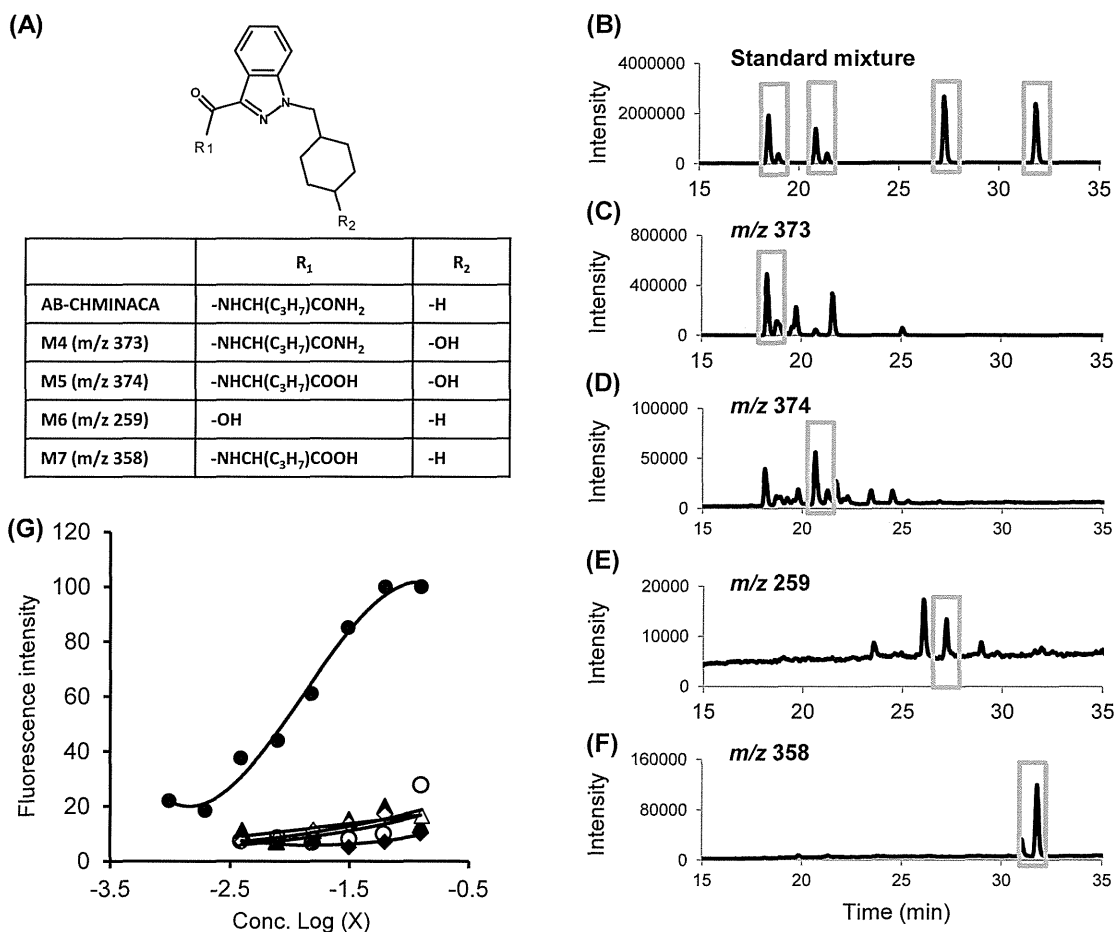 (A)
O
N
N
R1
R2
R1 R2
AB-CHMINACA -NHCH(C3H7)CONH2 -H
M4 (m/z 373) -NHCH(C3H7)CONH2 -OH
M5 (m/z 374) -NHCH(C3H7)COOH -OH
M6 (m/z 259) -OH -H
M7 (m/z 358) -NHCH(C3H7)COOH -H
(G)
120
100
80
60
40
20
0
-3.5 -2.5 -1.5 -0.5
Fluorescence intensity
Conc. Log (X)
(B)
Standard mixture
4000000
2000000
0
Intensity
15 20 25 30 35
(C)
m/z 373
800000
400000
0
Intensity
15 20 25 30 35
(D)
m/z 374
100000
50000
0
Intensity
15 20 25 30 35
(E)
m/z 259
20000
10000
0
Intensity
15 20 25 30 35
(F)
m/z 358
160000
80000
0
Intensity
15 20 25 30 35
Time (min)